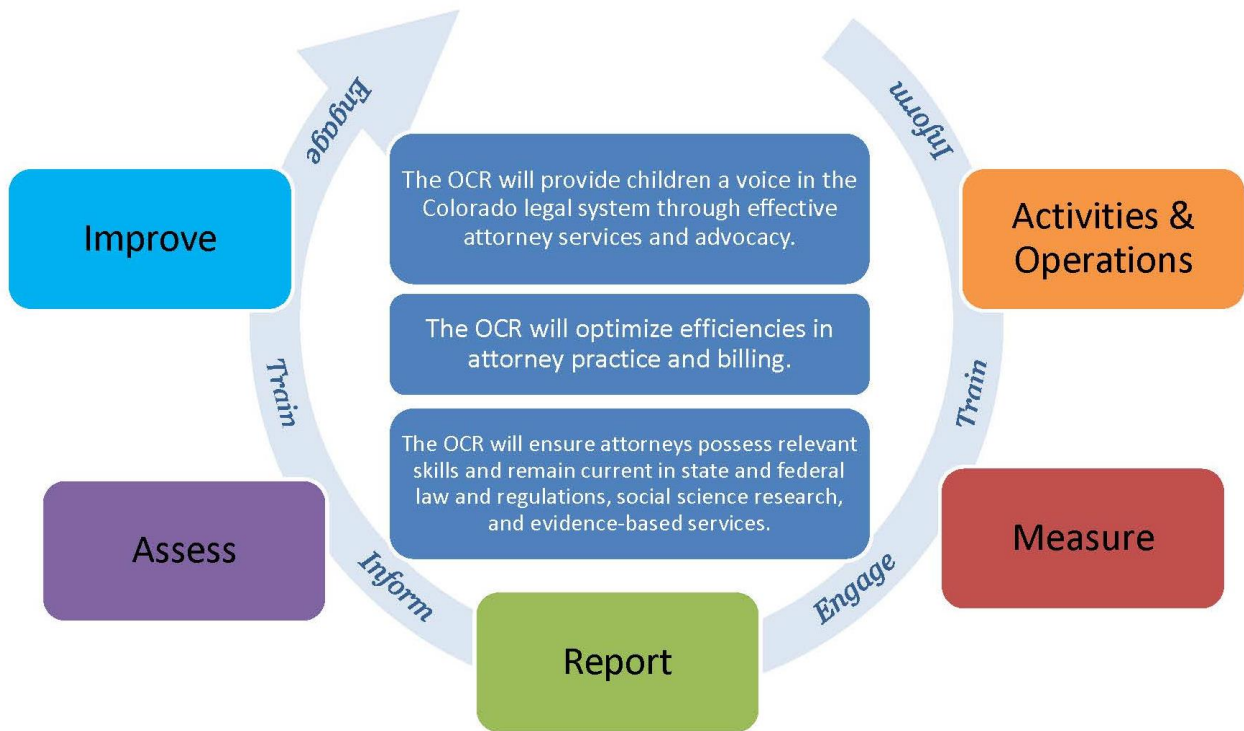 Engage
Inform
The OCR will provide children a voice in the
Colorado legal system through effective
attorney services and advocacy.
Improve
Activities &
Operations
The OCR will optimize efficiencies in
attorney practice and billing.
Train
Train
The OCR will ensure attorneys possess relevant
skills and remain current in state and federal
law and regulations, social science research,
and evidence-based services.
Assess
Measure
Inform
Engage
Report